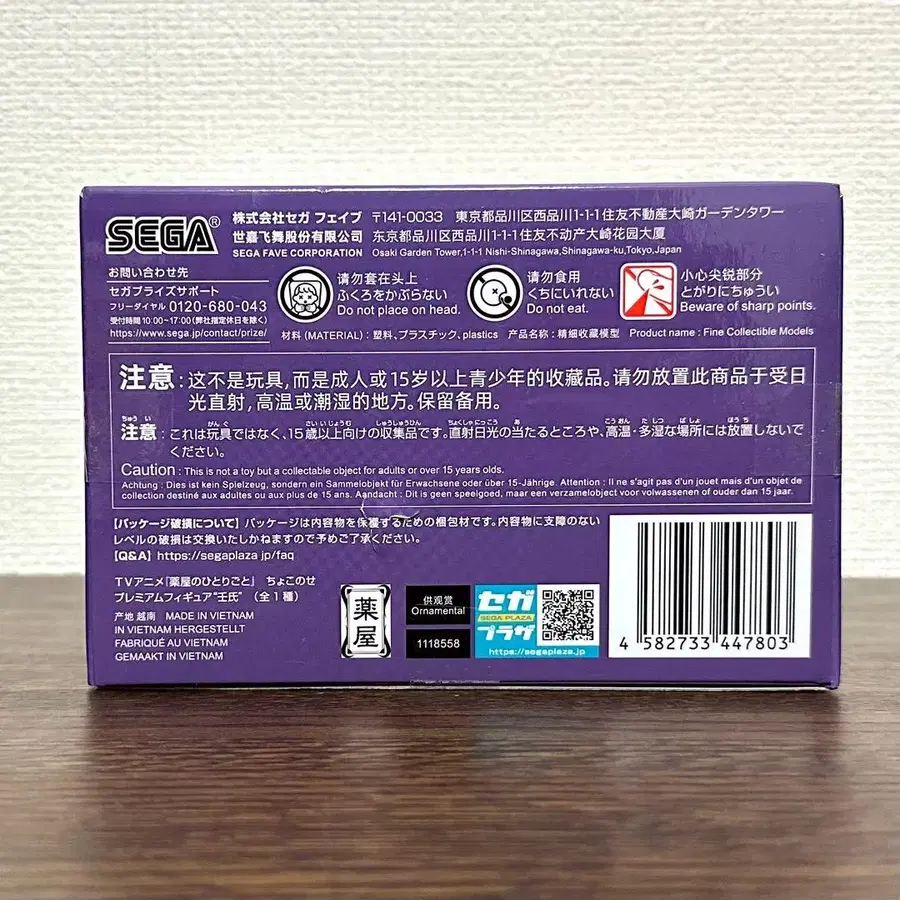 SEGA®
株式会社セガ フェイブ 〒141-0033 東京都品川区西品川1-1-1住友不動産大崎ガーデンタワー
世嘉飞舞股份有限公司 东京都品川区西品川1-1-1住友不动产大崎花园大厦
SEGA FAVE CORPORATION Osaki Garden Tower,1-1-1 Nishi-Shinagawa,Shinagawa-ku,Tokyo,Japan
お問い合わせ先
セガプライズサポート
フリーダイヤル 0120-680-043
受付時間 10:00~17:00(弊社指定休日を除く)
https://www.sega.jp/contact/prize/
请勿套在头上
ふくろをかぶらない
Do not place on head.
请勿食用
くちにいれない
Do not eat.
小心尖锐部分
とがりにちゅうい
Beware of sharp points.
材料(MATERIAL):塑料、プラスチック、plastics 产品名称:精细收藏模型 Product name : Fine Collectible Models
注意:这不是玩具,而是成人或15岁以上青少年的收藏品。请勿放置此商品于受日
光直射,高温或潮湿的地方。保留备用。
注意:これは玩具ではなく、15歳以上向けの収集品です。直射日光の当たるところや、高温・多湿な場所には放置しないで
ください。
Caution : This is not a toy but a collectable object for adults or over 15 years olds.
Achtung : Dies ist kein Spielzeug, sondern ein Sammelobjekt für Erwachsene oder über 15-Jährige. Attention : Il ne s'agit pas d'un jouet mais d'un objet de
collection destiné aux adultes ou aux plus de 15 ans. Aandacht : Dit is geen speelgoed, maar een verzamelobject voor volwassenen of ouder dan 15 jaar.
【パッケージ破損について】パッケージは内容物を保護するための梱包材です。内容物に支障のない
レベルの破損は交換いたしかねますので予めご了承ください。
【Q&A】https://segaplaza.jp/faq
TVアニメ「薬屋のひとりごと」 ちょこのせ
プレミアムフィギュア“壬氏” (全1種)
产地 越南 MADE IN VIETNAM
IN VIETNAM HERGESTELLT
FABRIQUÉ AU VIETNAM
GEMAAKT IN VIETNAM
薬屋
供观赏
Ornamental
1118558
セガ
SEGA PLAZA
プラザ
https://segaplaza.jp
4 582733 447803